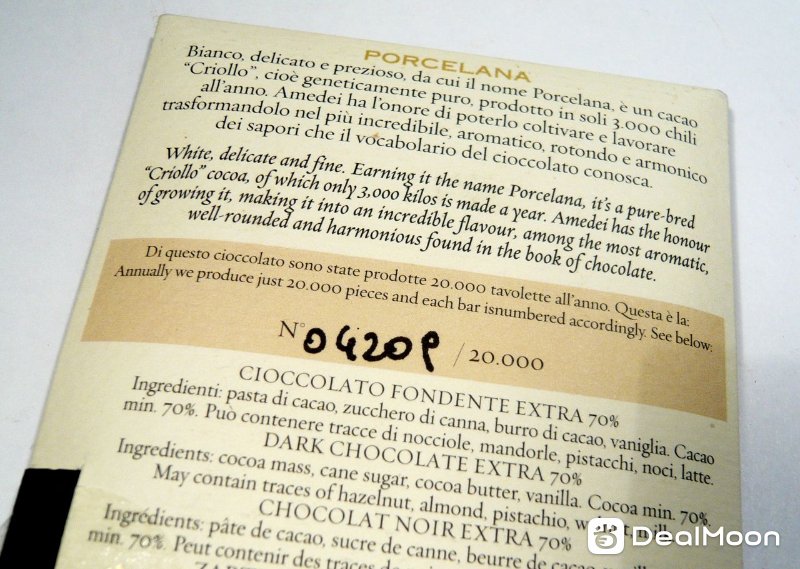 PORCELANA
Bianco, delicato e prezioso, da cui il nome Porcelana, è un cacao
"Criollo", cioè geneticamente puro, prodotto in soli 3.000 chili
all'anno. Amedei ha l'onore di poterlo coltivare e lavorare
trasformandolo nel più incredibile, aromatico, rotondo e armonico
dei sapori che il vocabolario del cioccolato conosca.
White, delicate and fine. Earning it the name Porcelana, it's a pure-bred
"Criollo" cocoa, of which only 3,000 kilos is made a year. Amedei has the honour
of growing it, making it into an incredible flavour, among the most aromatic,
well-rounded and harmonious found in the book of chocolate.
Di questo cioccolato sono state prodotte 20.000 tavolette all'anno. Questa è la:
Annually we produce just 20.000 pieces and each bar isnumbered accordingly. See below:
N° 04209 / 20.000
CIOCCOLATO FONDENTE EXTRA 70%
Ingredienti: pasta di cacao, zucchero di canna, burro di cacao, vaniglia. Cacao
min. 70%. Può contenere tracce di nocciole, mandorle, pistacchi, noci, latte.
DARK CHOCOLATE EXTRA 70%
Ingredients: cocoa mass, cane sugar, cocoa butter, vanilla. Cocoa min. 70%.
May contain traces of hazelnut, almond, pistachio,
CHOCOLAT NOIR EXTRA 70%
Ingrédients: pâte de cacao, sucre de canne, beurre de cacao
min. 70%. Peut contenir des traces de
DealMoon